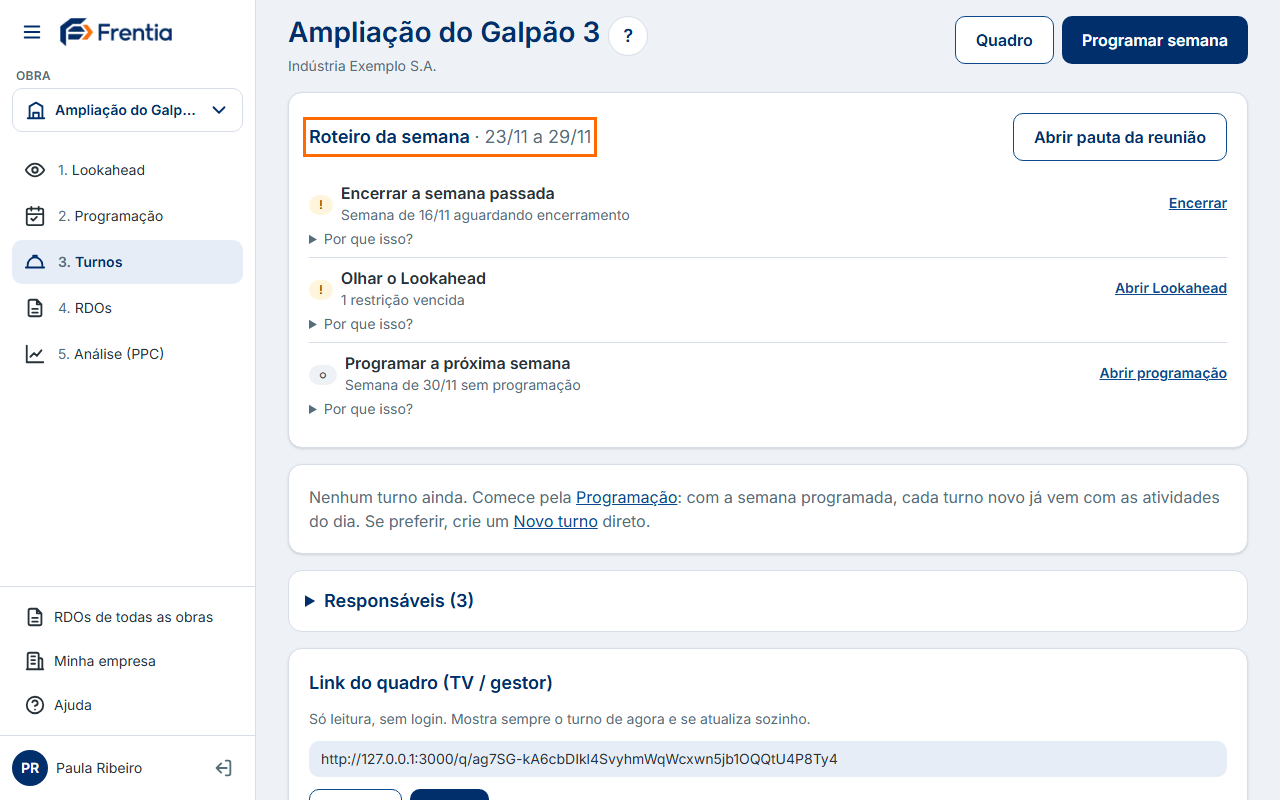 Frentia
OBRA
Ampliação do Galp...
1. Lookahead
2. Programação
3. Turnos
4. RDOs
5. Análise (PPC)
RDOs de todas as obras
Minha empresa
Ajuda
PR Paula Ribeiro
Ampliação do Galpão 3 ?
Indústria Exemplo S.A.
Quadro
Programar semana
Roteiro da semana · 23/11 a 29/11
Abrir pauta da reunião
! Encerrar a semana passada
Semana de 16/11 aguardando encerramento
Encerrar
Por que isso?
! Olhar o Lookahead
1 restrição vencida
Abrir Lookahead
Por que isso?
Programar a próxima semana
Semana de 30/11 sem programação
Abrir programação
Por que isso?
Nenhum turno ainda. Comece pela Programação: com a semana programada, cada turno novo já vem com as atividades
do dia. Se preferir, crie um Novo turno direto.
Responsáveis (3)
Link do quadro (TV / gestor)
Só leitura, sem login. Mostra sempre o turno de agora e se atualiza sozinho.
http://127.0.0.1:3000/q/ag7SG-kA6cbDIkl4SvyhmWqWcxwn5jb1OQQtU4P8Ty4